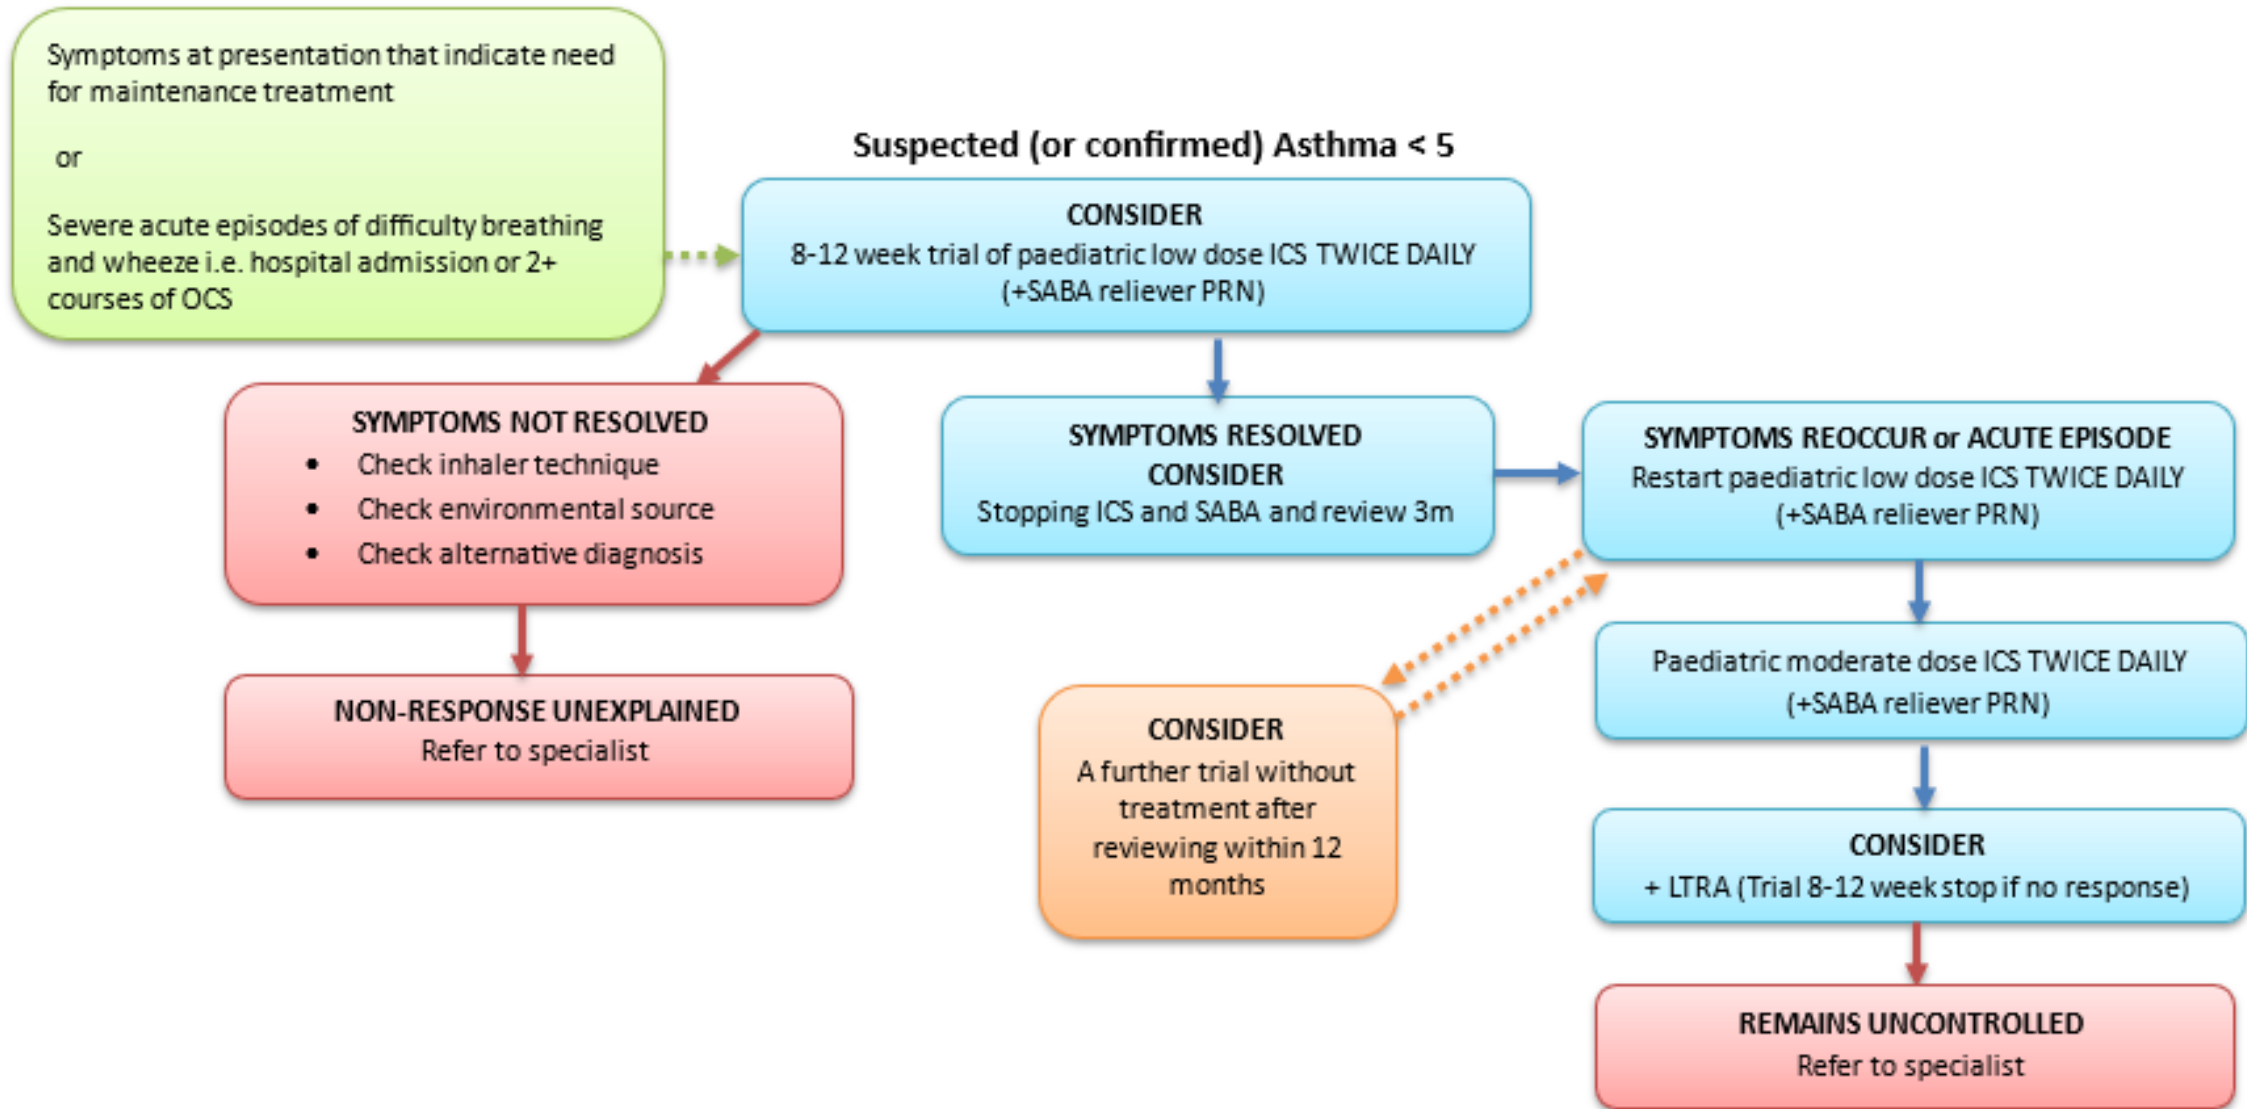 Symptoms at presentation that indicate need
for maintenance treatment
or
Severe acute episodes of difficulty breathing
and wheeze i.e. hospital admission or 2+
courses of OCS
Suspected (or confirmed) Asthma < 5
CONSIDER
8-12 week trial of paediatric low dose ICS TWICE DAILY
(+SABA reliever PRN)
SYMPTOMS NOT RESOLVED
• Check inhaler technique
• Check environmental source
• Check alternative diagnosis
NON-RESPONSE UNEXPLAINED
Refer to specialist
SYMPTOMS RESOLVED
CONSIDER
Stopping ICS and SABA and review 3m
SYMPTOMS REOCCUR or ACUTE EPISODE
Restart paediatric low dose ICS TWICE DAILY
(+SABA reliever PRN)
CONSIDER
A further trial without
treatment after
reviewing within 12
months
Paediatric moderate dose ICS TWICE DAILY
(+SABA reliever PRN)
CONSIDER
+ LTRA (Trial 8-12 week stop if no response)
REMAINS UNCONTROLLED
Refer to specialist